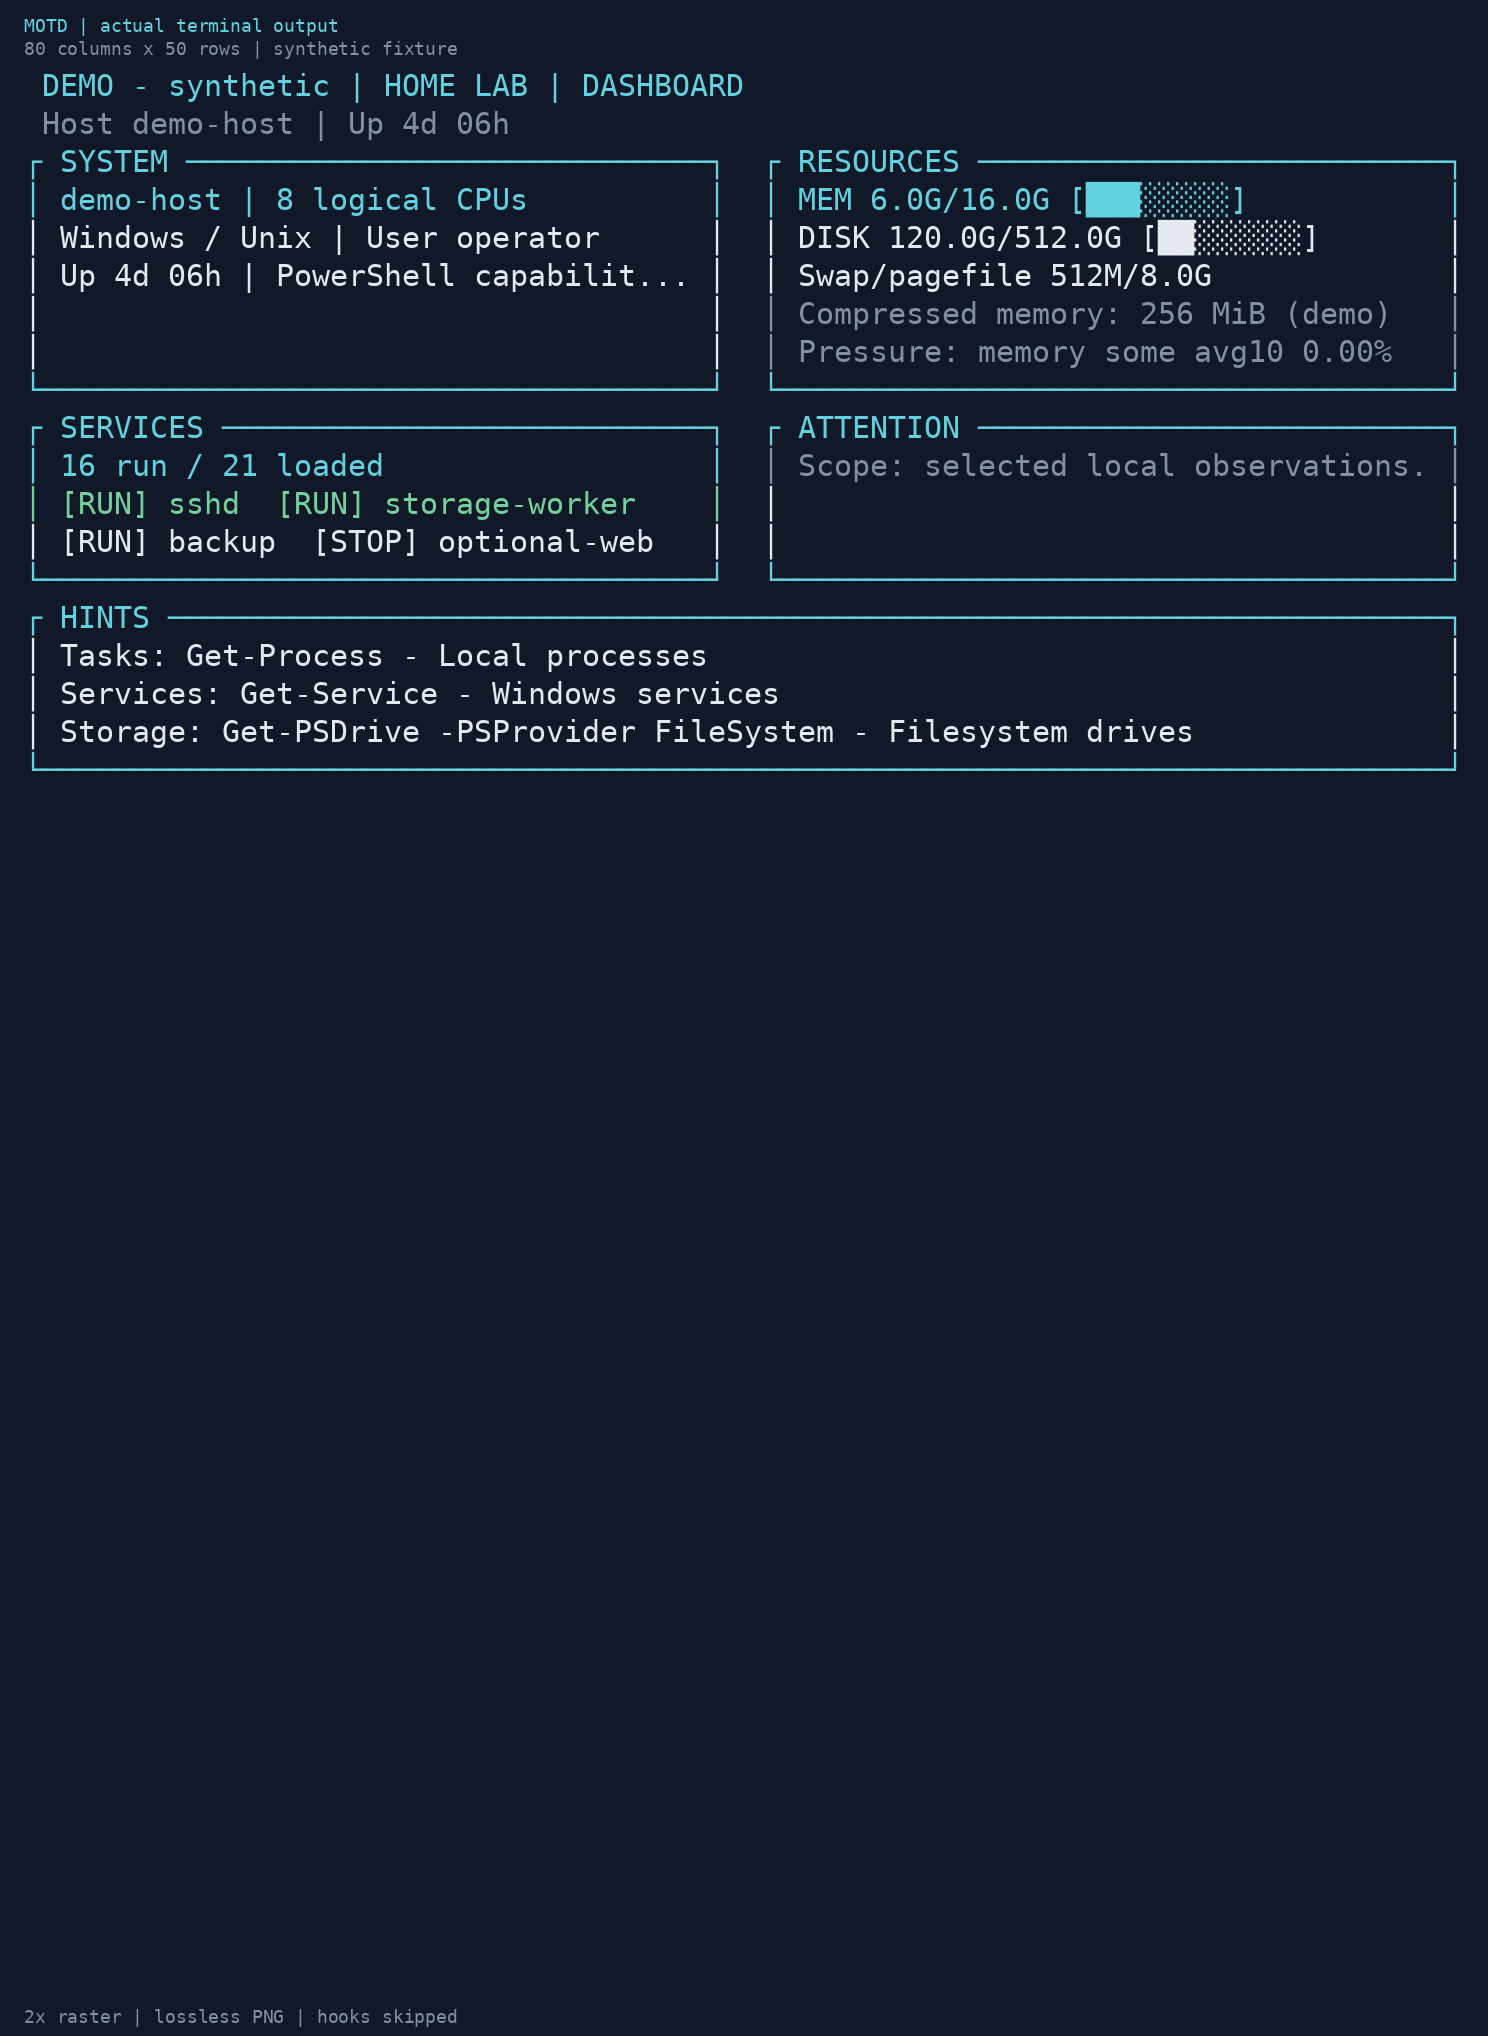 MOTD | actual terminal output
80 columns x 50 rows | synthetic fixture
DEMO - synthetic | HOME LAB | DASHBOARD
Host demo-host | Up 4d 06h
SYSTEM
demo-host | 8 logical CPUs
Windows / Unix | User operator
Up 4d 06h | PowerShell capabilit...
RESOURCES
MEM 6.0G/16.0G [███░░░░░]
DISK 120.0G/512.0G [██░░░░░░]
Swap/pagefile 512M/8.0G
Compressed memory: 256 MiB (demo)
Pressure: memory some avg10 0.00%
SERVICES
16 run / 21 loaded
[RUN] sshd  [RUN] storage-worker
[RUN] backup  [STOP] optional-web
ATTENTION
Scope: selected local observations.
HINTS
Tasks: Get-Process - Local processes
Services: Get-Service - Windows services
Storage: Get-PSDrive -PSProvider FileSystem - Filesystem drives
2x raster | lossless PNG | hooks skipped